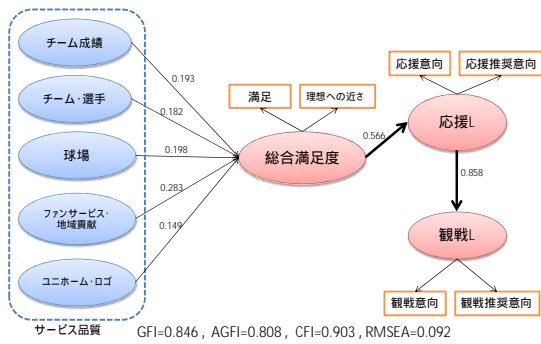 チーム成績
チーム・選手
球場
ファンサービス・
地域貢献
ユニホーム・ロゴ
サービス品質
0.193
0.182
0.198
0.283
0.149
満足
理想への近さ
総合満足度
0.566
応援意向
応援推奨意向
応援L
0.858
観戦L
観戦意向
観戦推奨意向
GFI=0.846 , AGFI=0.808 , CFI=0.903 , RMSEA=0.092